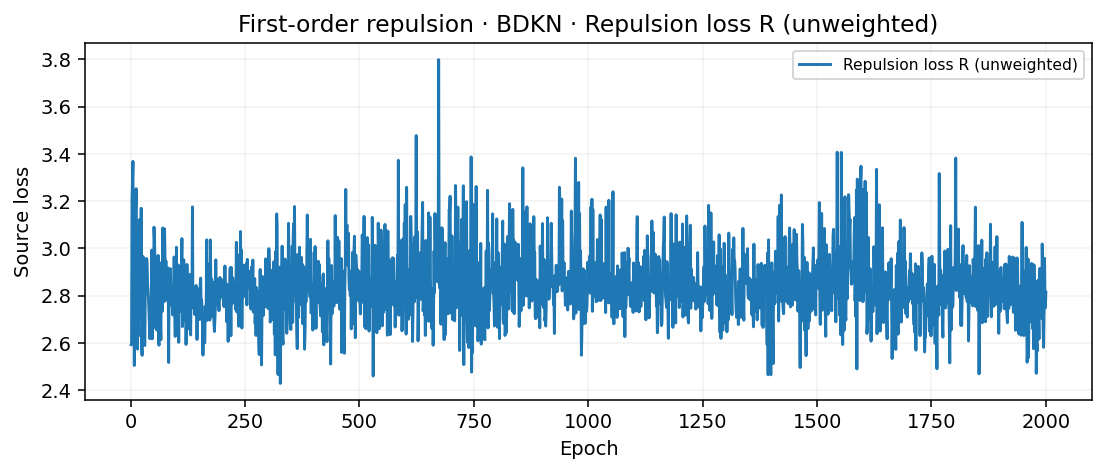 First-order repulsion · BDKN · Repulsion loss R (unweighted)
Repulsion loss R (unweighted)
Source loss
3.8
3.6
3.4
3.2
3.0
2.8
2.6
2.4
0 250 500 750 1000 1250 1500 1750 2000
Epoch